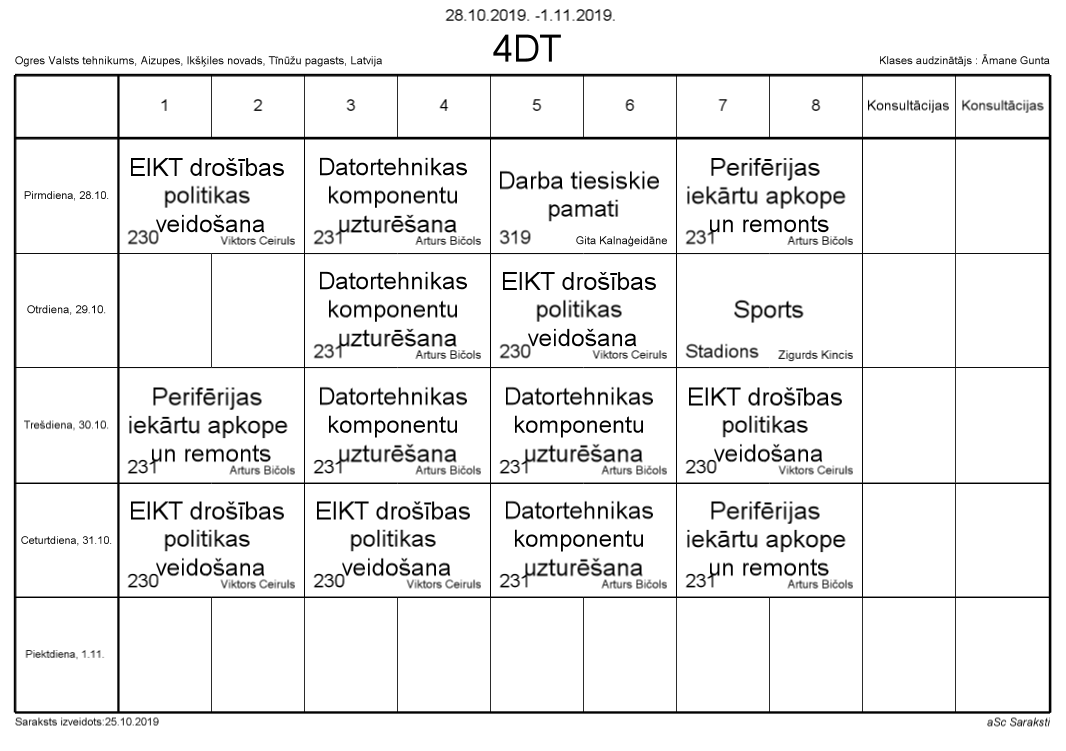 28.10.2019. -1.11.2019.
4DT
Ogres Valsts tehnikums, Aizupes, Ikšķiles novads, Tīnūžu pagasts, Latvija
Klases audzinātājs : Āmane Gunta
1 2 3 4 5 6 7 8 Konsultācijas Konsultācijas
Pirmdiena, 28.10.
EIKT drošības
politikas
veidošana
230 Viktors Ceiruls
Datortehnikas
komponentu
uzturēšana
231 Arturs Bičols
Darba tiesiskie
pamati
319 Gita Kalnaģeidāne
Perifērijas
iekārtu apkope
un remonts
231 Arturs Bičols
Otrdiena, 29.10.
Datortehnikas
komponentu
uzturēšana
231 Arturs Bičols
EIKT drošības
politikas
veidošana
230 Viktors Ceiruls
Sports
Stadions Zigurds Kincis
Trešdiena, 30.10.
Perifērijas
iekārtu apkope
un remonts
231 Arturs Bičols
Datortehnikas
komponentu
uzturēšana
231 Arturs Bičols
Datortehnikas
komponentu
uzturēšana
231 Arturs Bičols
EIKT drošības
politikas
veidošana
230 Viktors Ceiruls
Ceturtdiena, 31.10.
EIKT drošības
politikas
veidošana
230 Viktors Ceiruls
EIKT drošības
politikas
veidošana
230 Viktors Ceiruls
Datortehnikas
komponentu
uzturēšana
231 Arturs Bičols
Perifērijas
iekārtu apkope
un remonts
231 Arturs Bičols
Piektdiena, 1.11.
Saraksts izveidots:25.10.2019
aSc Saraksti